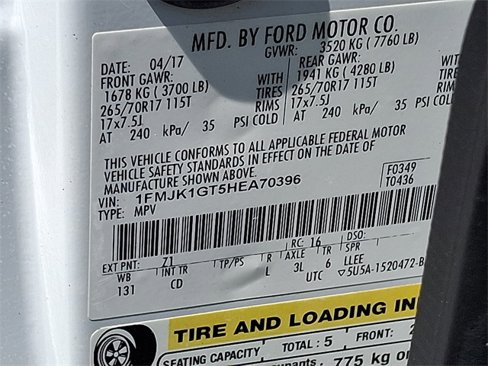 MFD. BY FORD MOTOR CO.
DATE: 04/17 GVWR: 3520 KG ( 7760 LB)
FRONT GAWR: REAR GAWR:
1678 KG ( 3700 LB) WITH 1941 KG ( 4280 LB) WITH
265/70R17 115T TIRES 265/70R17 115T TIRES
17x7.5J RIMS 17x7.5J RIMS
AT 240 kPa/ 35 PSI COLD AT 240 kPa/ 35 PSI COLD
THIS VEHICLE CONFORMS TO ALL APPLICABLE FEDERAL MOTOR
VEHICLE SAFETY STANDARDS IN EFFECT ON THE DATE OF
MANUFACTURE SHOWN ABOVE.
VIN: 1FMJK1GT5HEA70396 F0349
TYPE: MPV T0436
EXT PNT: Z1 RC: 16 DSO:
WB INT TR TP/PS R AXLE TR SPR
131 CD L 3L 6 LLEE
UTC ▽5U5A-1520472-B
TIRE AND LOADING IN
SEATING CAPACITY TOTAL : 5 FRONT: 2
775 kg or